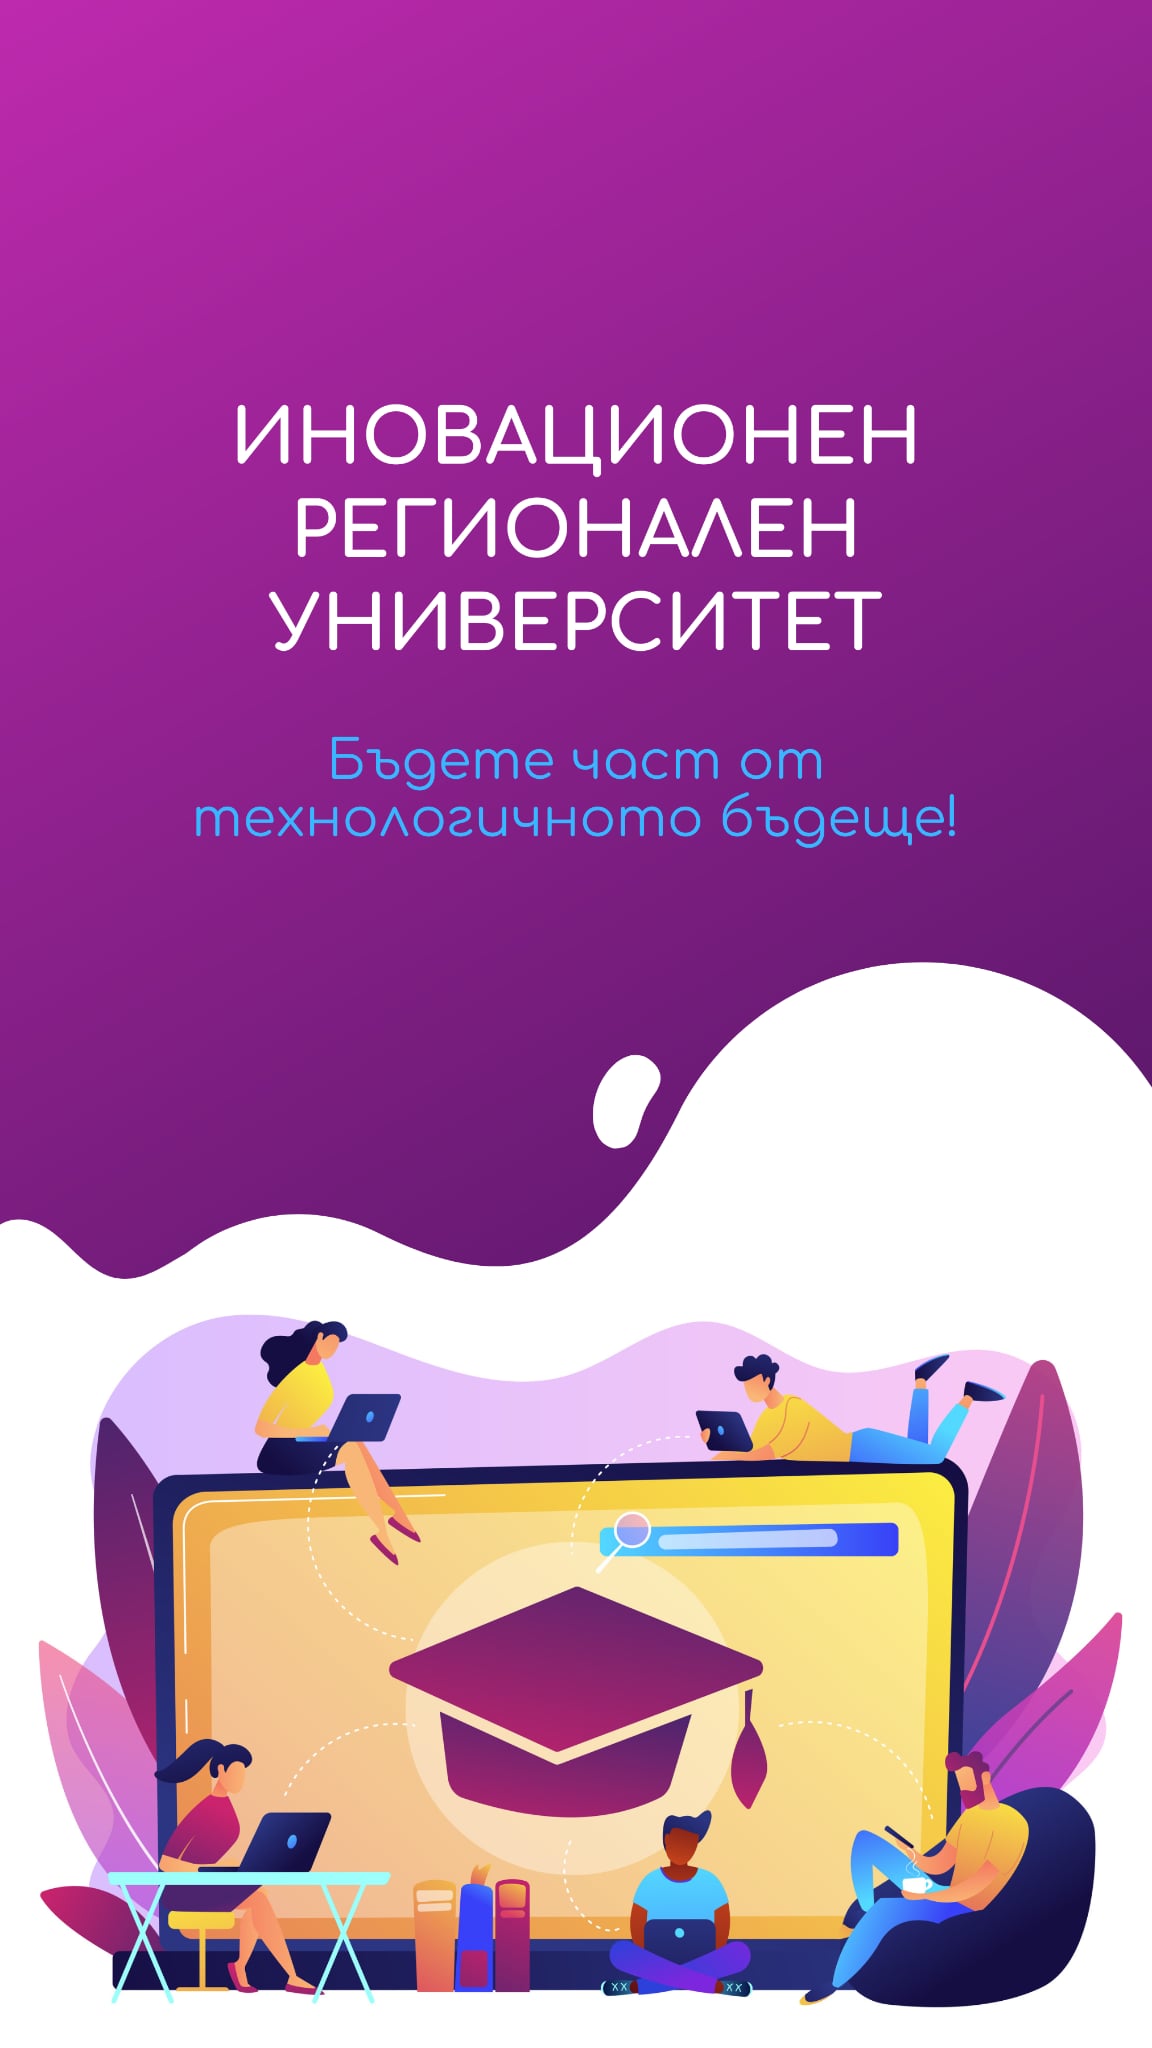 ИНОВАЦИОНЕН
РЕГИОНАЛЕН
УНИВЕРСИТЕТ
Бъдете част от
технологичното бъдеще!